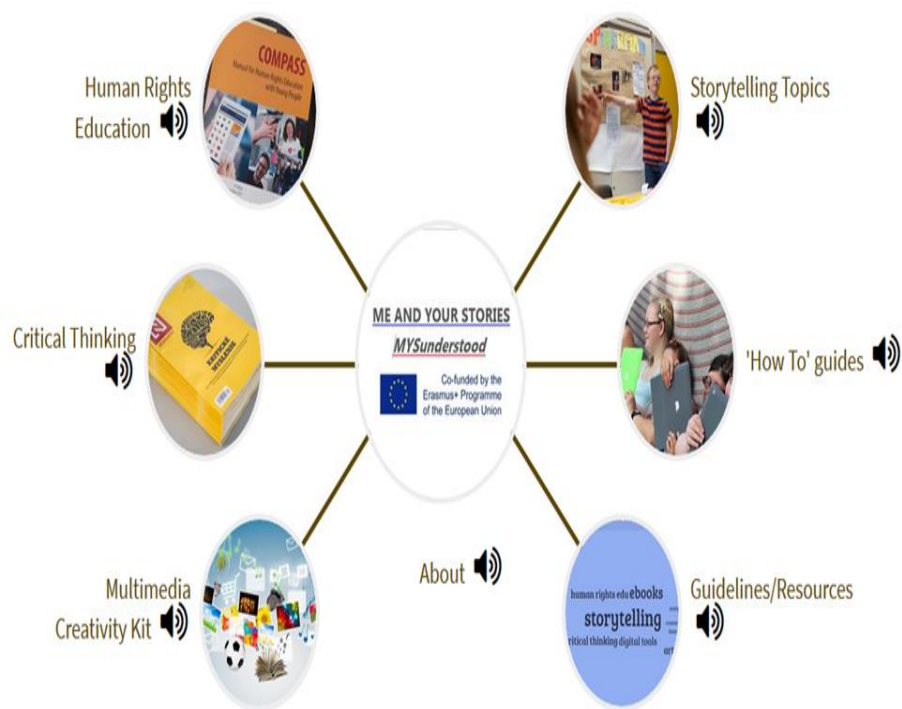 Human Rights
Education
COMPASS
Manual for Human Rights Education
with Young People
Storytelling Topics
Critical Thinking
KRITICKÉ
MYSLENIE
ME AND YOUR STORIES
MYSunderstood
Co-funded by the
Erasmus+ Programme
of the European Union
'How To' guides
Multimedia
Creativity Kit
About
human rights edu ebooks
storytelling
critical thinking digital tools
Guidelines/Resources